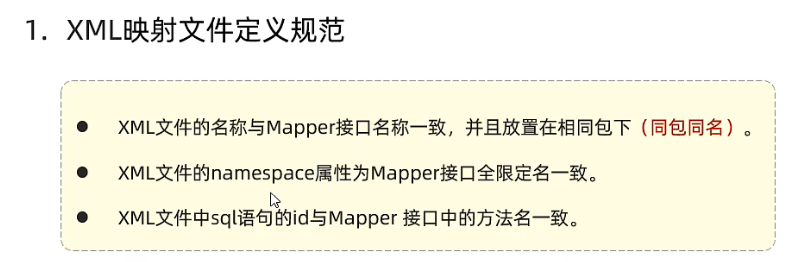 1. XML映射文件定义规范
● XML文件的名称与Mapper接口名称一致，并且放置在相同包下（同包同名）。
● XML文件的namespace属性为Mapper接口全限定名一致。
● XML文件中sql语句的id与Mapper 接口中的方法名一致。